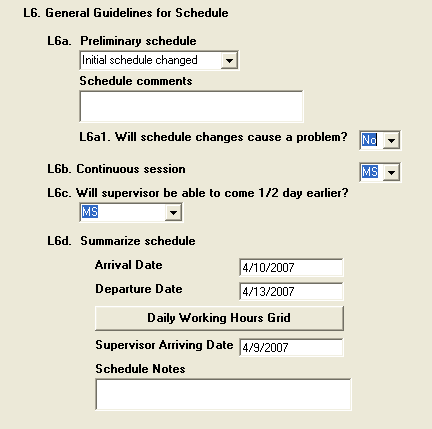 L6. General Guidelines for Schedule
L6a. Preliminary schedule
Initial schedule changed
Schedule comments
L6a1. Will schedule changes cause a problem? No
L6b. Continuous session MS
L6c. Will supervisor be able to come 1/2 day earlier?
MS
L6d. Summarize schedule
Arrival Date 4/10/2007
Departure Date 4/13/2007
Daily Working Hours Grid
Supervisor Arriving Date 4/9/2007
Schedule Notes